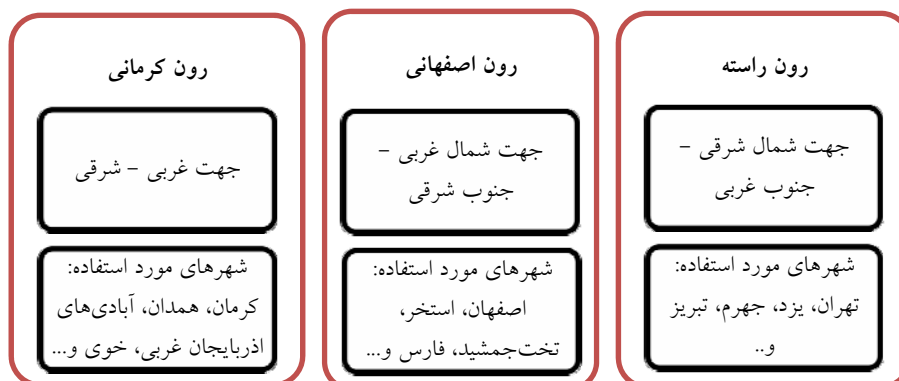 رون راسته
جهت شمال شرقی –
جنوب غربی
شهرهای مورد استفاده:
تهران، یزد، جهرم، تبریز
و..
رون اصفهانی
جهت شمال غربی –
جنوب شرقی
شهرهای مورد استفاده:
اصفهان، استخر،
تخت‌جمشید، فارس و...
رون کرمانی
جهت غربی – شرقی
شهرهای مورد استفاده:
کرمان، همدان، آبادی‌های
اذربایجان غربی، خوی و...